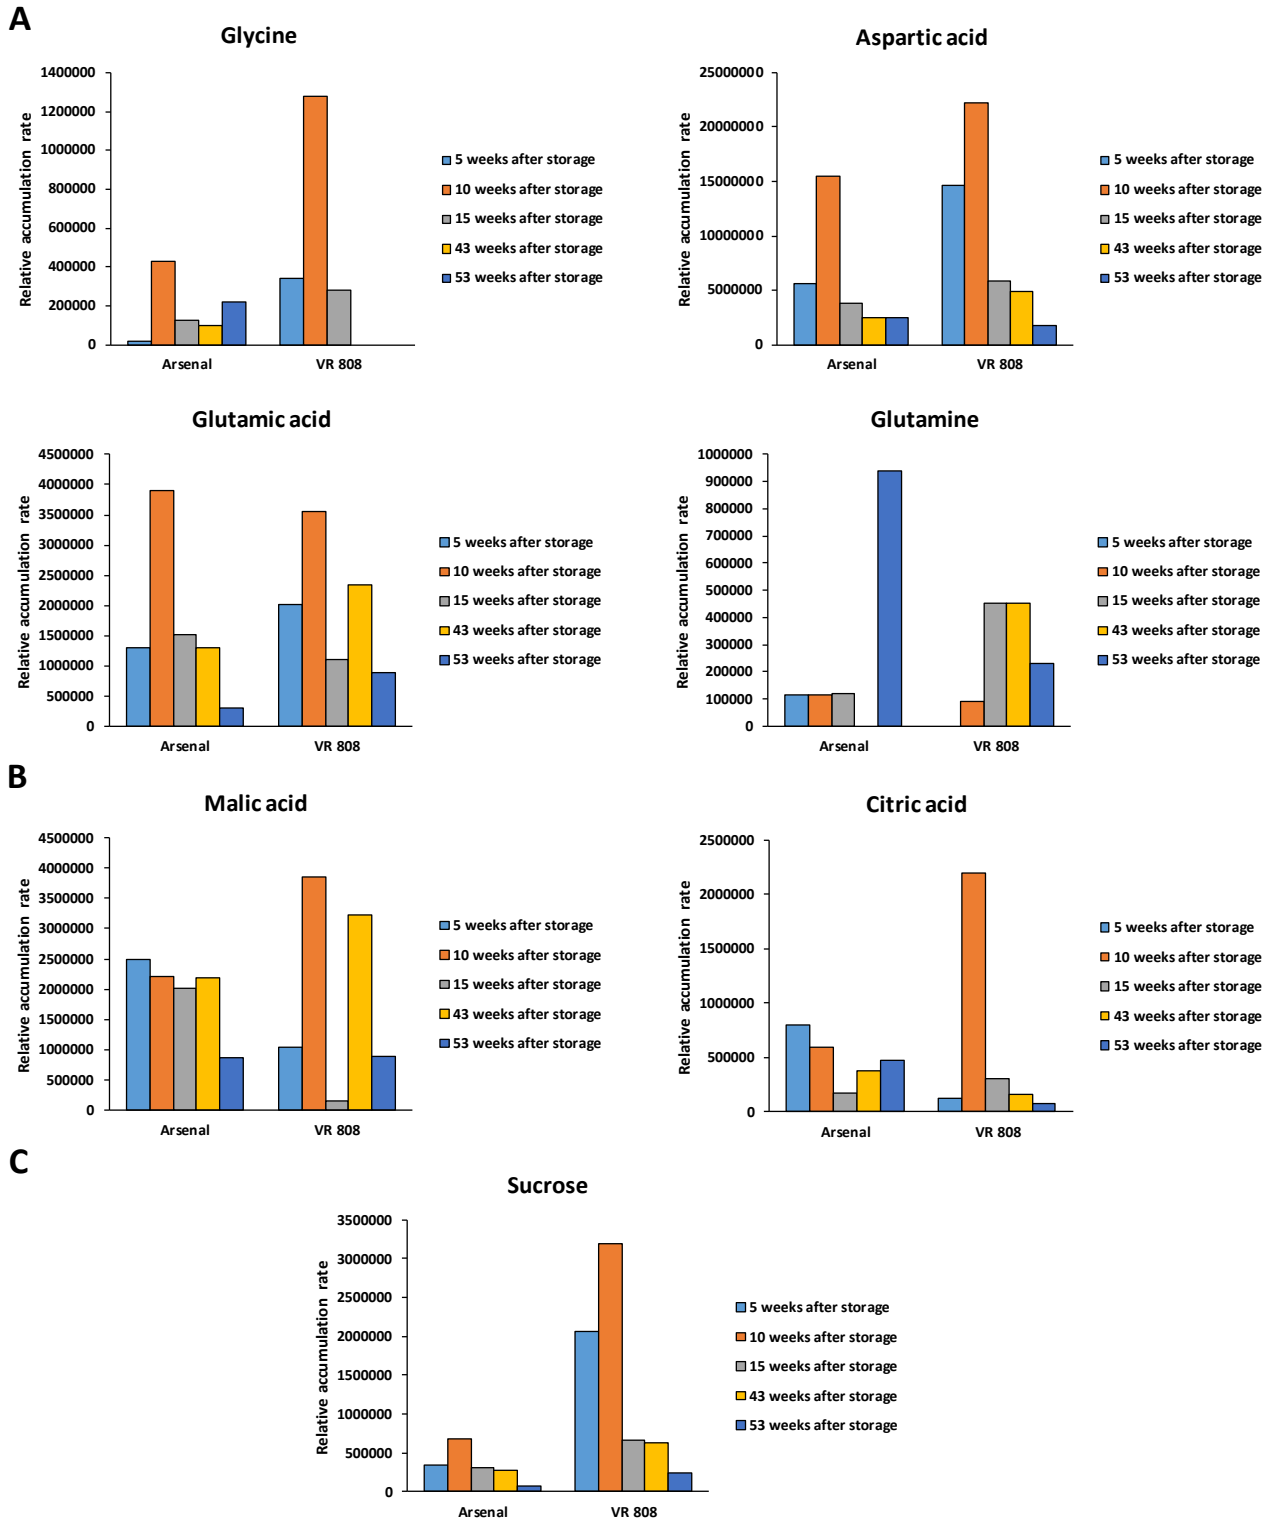 A
Glycine
Relative accumulation rate
1400000
1200000
1000000
800000
600000
400000
200000
0
Arsenal
VR 808
5 weeks after storage
10 weeks after storage
15 weeks after storage
43 weeks after storage
53 weeks after storage
Aspartic acid
Relative accumulation rate
25000000
20000000
15000000
10000000
5000000
0
Arsenal
VR 808
5 weeks after storage
10 weeks after storage
15 weeks after storage
43 weeks after storage
53 weeks after storage
Glutamic acid
Relative accumulation rate
4500000
4000000
3500000
3000000
2500000
2000000
1500000
1000000
500000
0
Arsenal
VR 808
5 weeks after storage
10 weeks after storage
15 weeks after storage
43 weeks after storage
53 weeks after storage
Glutamine
Relative accumulation rate
1000000
900000
800000
700000
600000
500000
400000
300000
200000
100000
0
Arsenal
VR 808
5 weeks after storage
10 weeks after storage
15 weeks after storage
43 weeks after storage
53 weeks after storage
B
Malic acid
Relative accumulation rate
4500000
4000000
3500000
3000000
2500000
2000000
1500000
1000000
500000
0
Arsenal
VR 808
5 weeks after storage
10 weeks after storage
15 weeks after storage
43 weeks after storage
53 weeks after storage
Citric acid
Relative accumulation rate
2500000
2000000
1500000
1000000
500000
0
Arsenal
VR 808
5 weeks after storage
10 weeks after storage
15 weeks after storage
43 weeks after storage
53 weeks after storage
C
Sucrose
Relative accumulation rate
3500000
3000000
2500000
2000000
1500000
1000000
500000
0
Arsenal
VR 808
5 weeks after storage
10 weeks after storage
15 weeks after storage
43 weeks after storage
53 weeks after storage